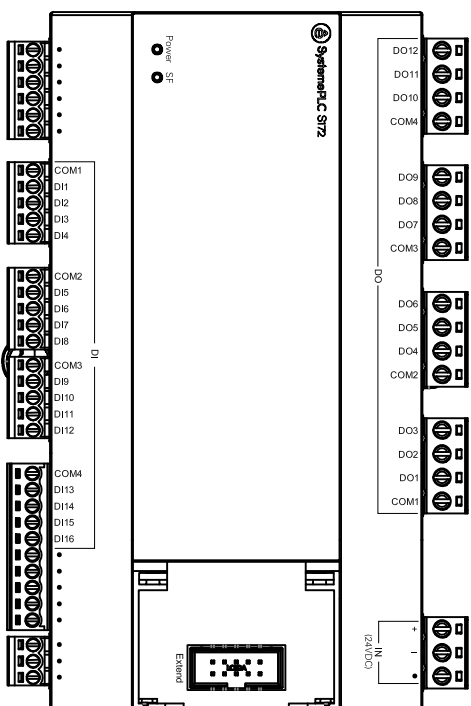 Power
SF
SystemePLC S172
COM1
DI1
DI2
DI3
DI4
COM2
DI5
DI6
DI7
DI8
COM3
DI9
DI10
DI11
DI12
COM4
DI13
DI14
DI15
DI16
DI
DO12
DO11
DO10
COM4
DO9
DO8
DO7
COM3
DO
DO6
DO5
DO4
COM2
DO3
DO2
DO1
COM1
+
−
IN
(24VDC)
Extend